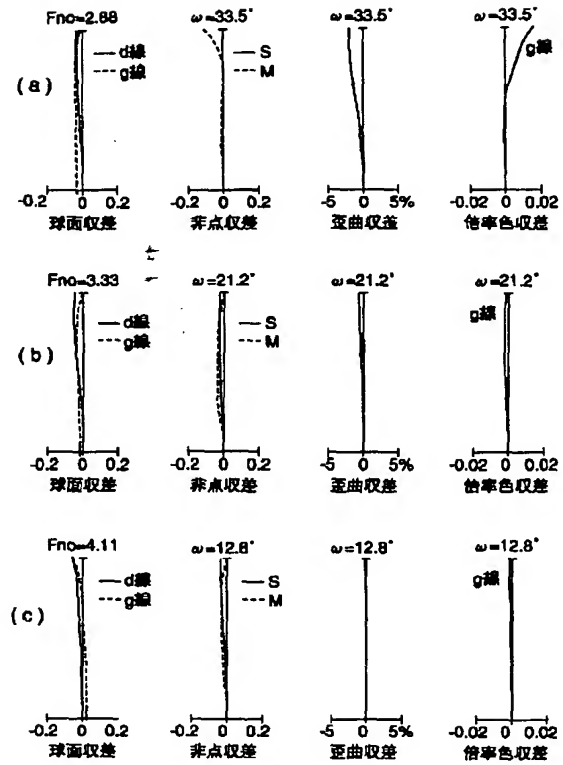 Fno=2.88 ω=33.5° ω=33.5° ω=33.5°
d線 S g線
g線 M
(a)
-0.2 0 0.2 -0.2 0 0.2 -5 5% -0.02 0 0.02
球面収差 非点収差 歪曲収差 倍率色収差
Fno=3.33 ω=21.2° ω=21.2° ω=21.2°
d線 S g線
g線 M
(b)
-0.2 0 0.2 -0.2 0 0.2 -5 0 5% -0.02 0 0.02
球面収差 非点収差 歪曲収差 倍率色収差
Fno=4.11 ω=12.8° ω=12.8° ω=12.8°
d線 S g線
g線 M
(c)
-0.2 0 0.2 -0.2 0 0.2 -5 0 5% -0.02 0 0.02
球面収差 非点収差 歪曲収差 倍率色収差